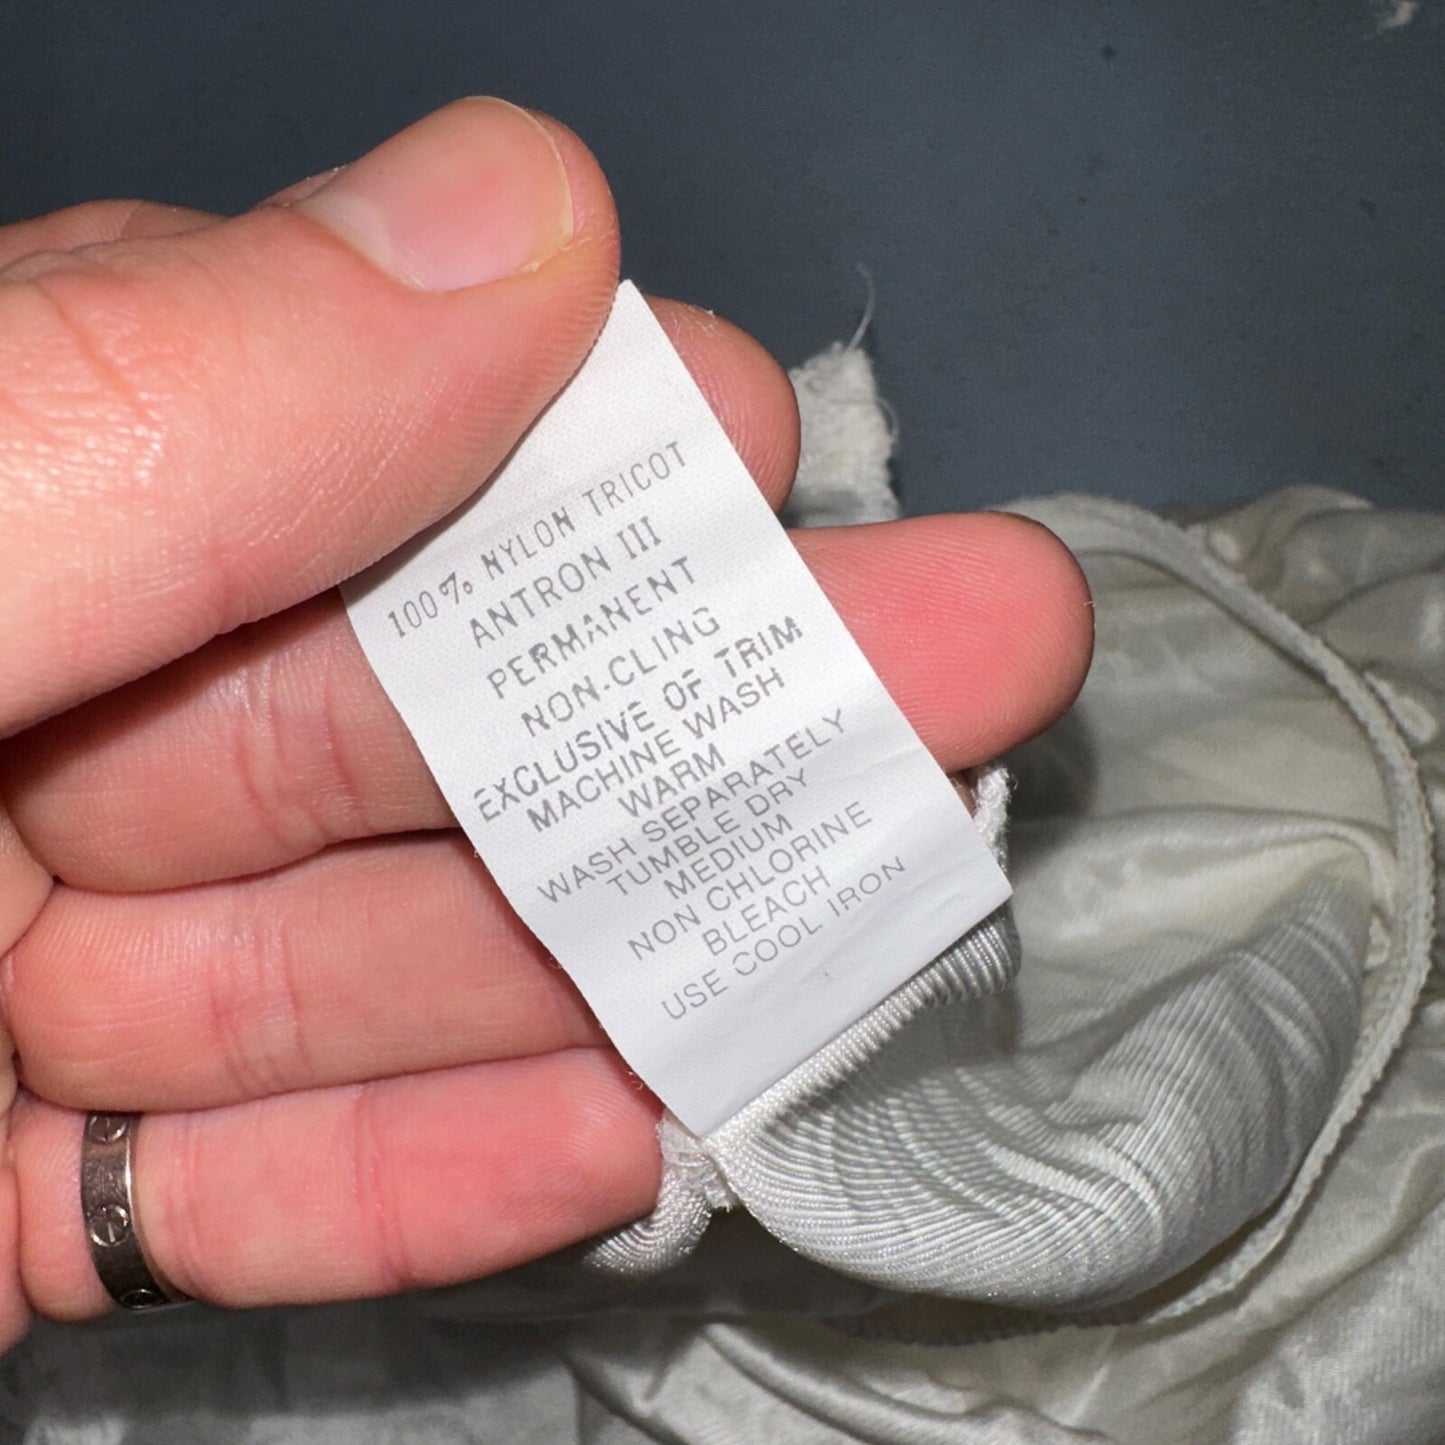 100% NYLON TRICOT
ANTRON III
PERMANENT
NON-CLING
EXCLUSIVE OF TRIM
MACHINE WASH
WARM
WASH SEPARATELY
TUMBLE DRY
MEDIUM
NON CHLORINE
BLEACH
USE COOL IRON